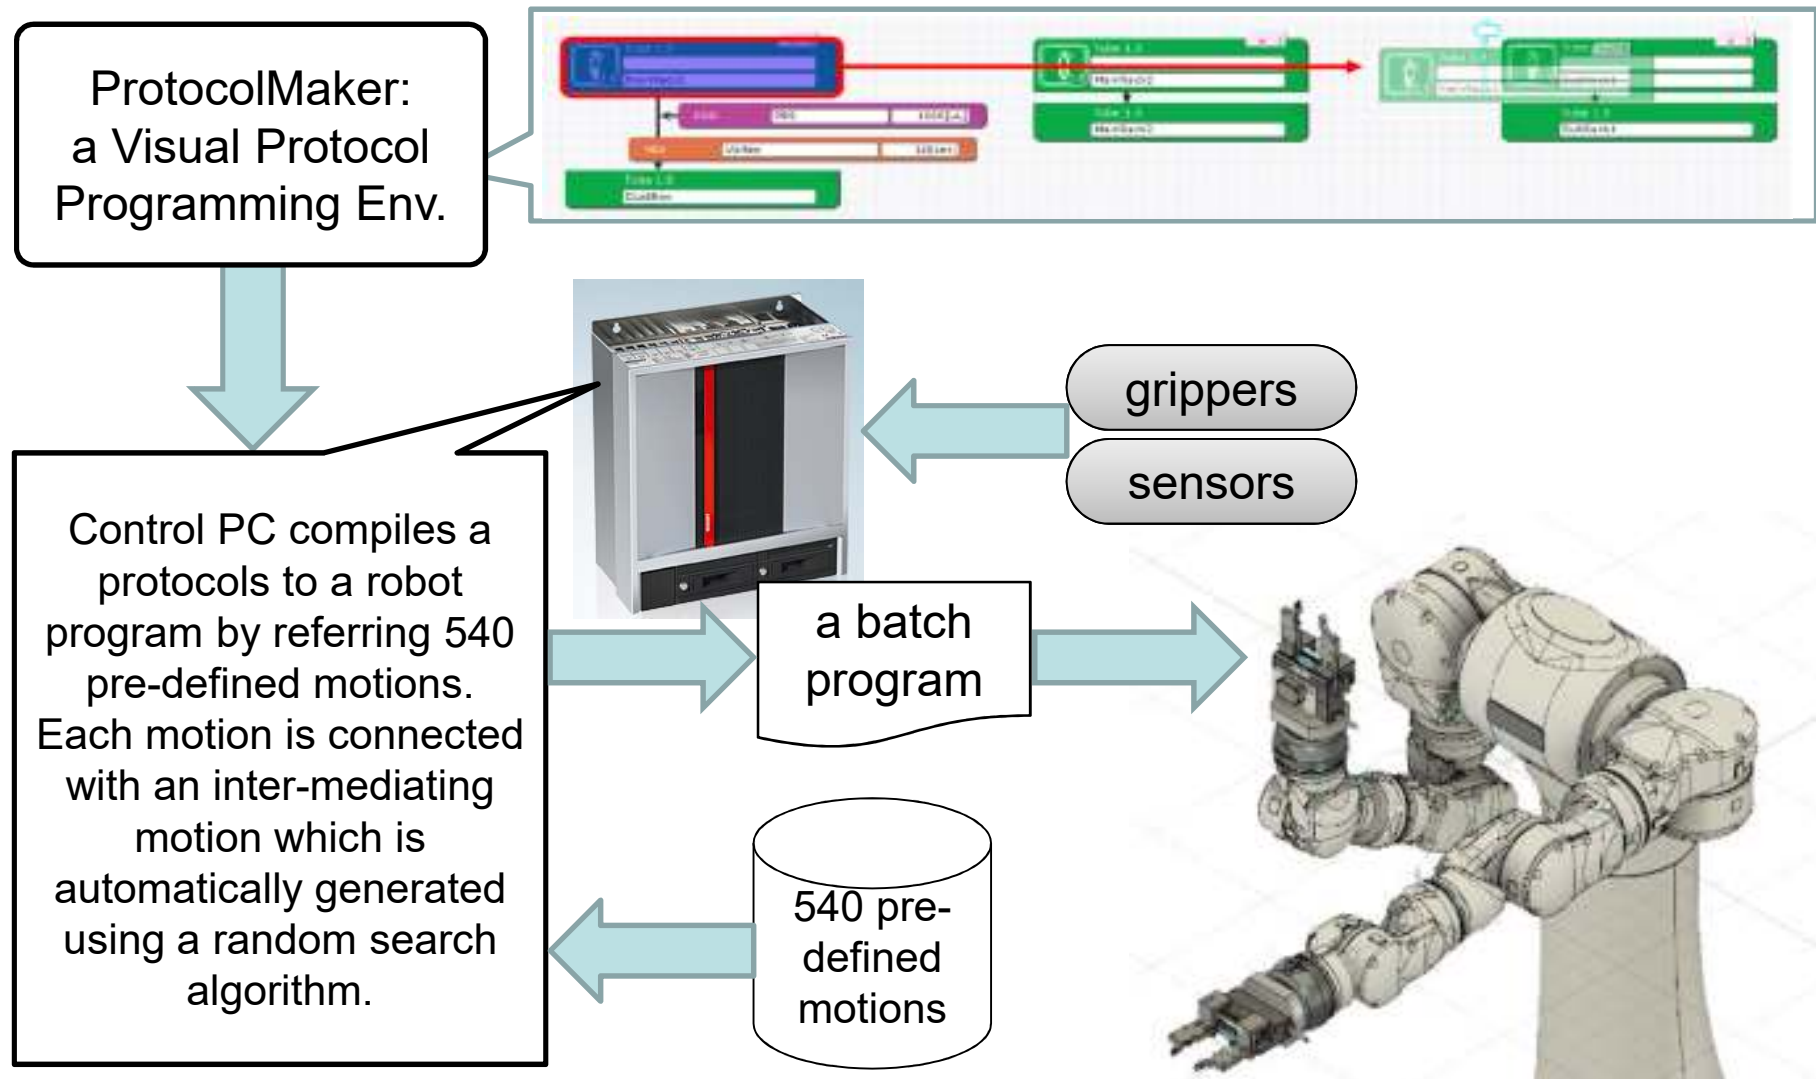 ProtocolMaker:
a Visual Protocol
Programming Env.
grippers
sensors
Control PC compiles a
protocols to a robot
program by referring 540
pre-defined motions.
Each motion is connected
with an inter-mediating
motion which is
automatically generated
using a random search
algorithm.
a batch
program
540 pre-
defined
motions